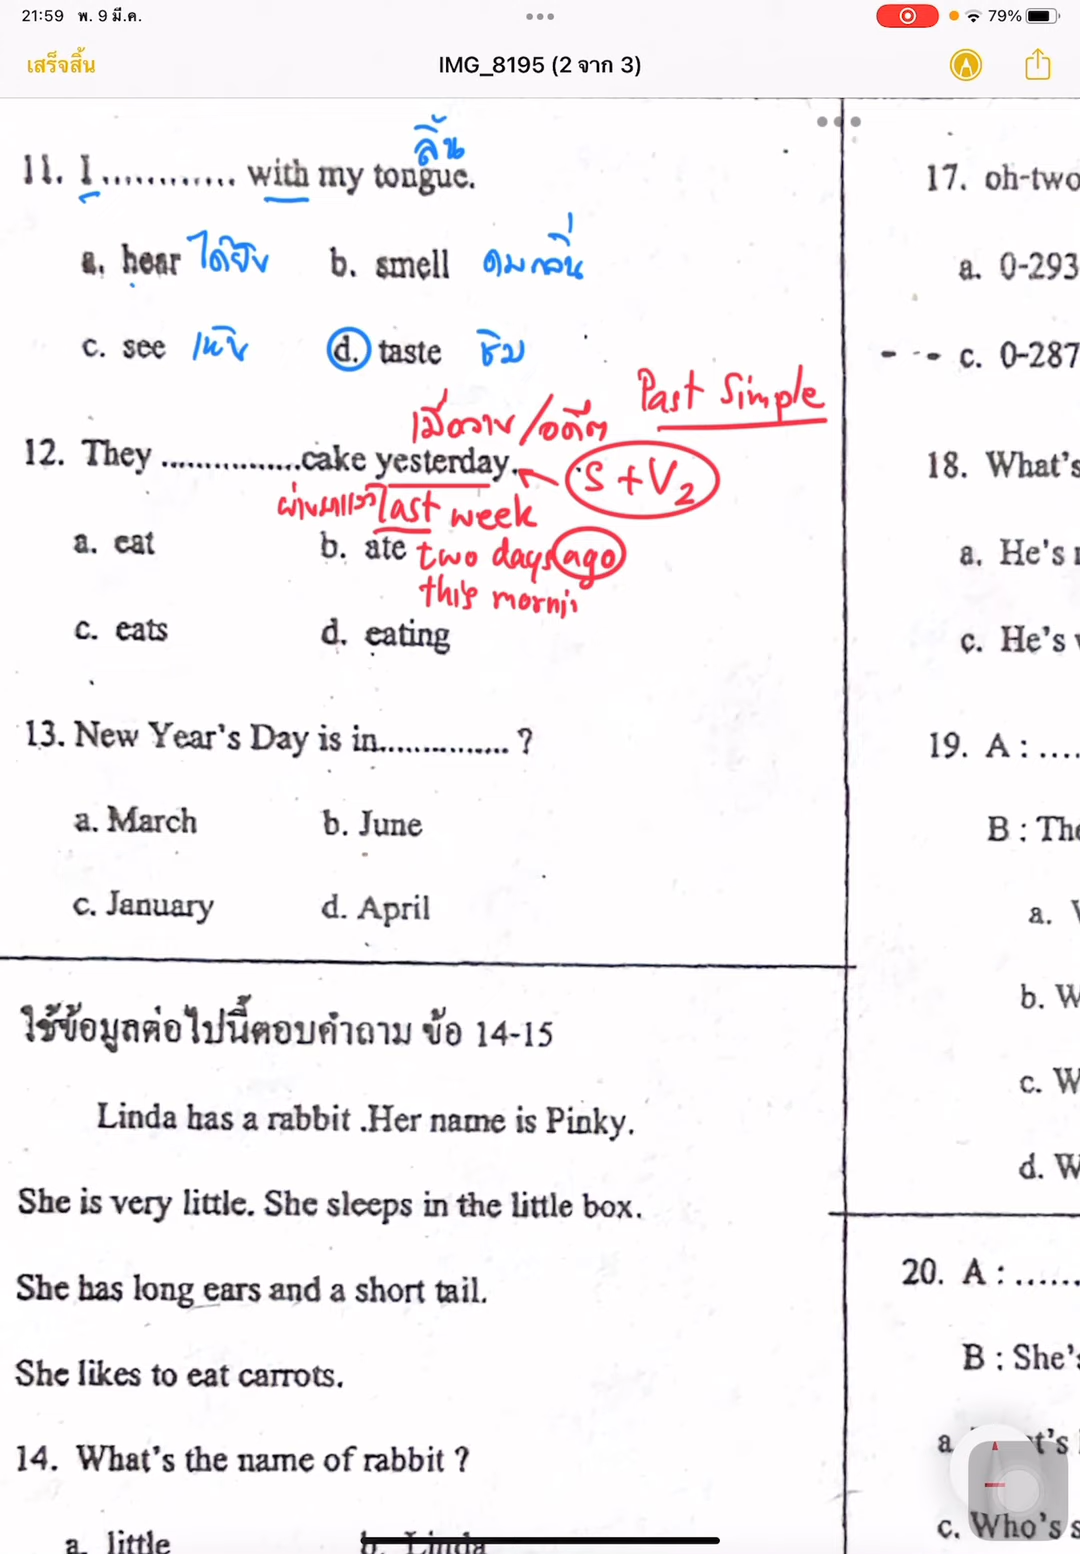 21:59 พ. 9 มี.ค.
79%
เสร็จสิ้น
IMG_8195 (2 จาก 3)
ลิ้น
11. I ............. with my tongue.
a. hear ได้ยิน b. smell ดมกลิ่น
c. see เห็น d. taste ชิม
Past Simple
เมื่อวาน / อดีต
12. They ................cake yesterday. S + V2
ผ่านมาแล้ว last week
a. eat b. ate two days ago
this morni
c. eats d. eating
13. New Year's Day is in............... ?
a. March b. June
c. January d. April
ใช้ข้อมูลต่อไปนี้ตอบคำถาม ข้อ 14-15
Linda has a rabbit .Her name is Pinky.
She is very little. She sleeps in the little box.
She has long ears and a short tail.
She likes to eat carrots.
14. What's the name of rabbit ?
a. little b. Linda
17. oh-two
a. 0-293
c. 0-287
18. What's
a. He's
c. He's
19. A : ....
B : The
a.
b. W
c. W
d. W
20. A : ......
B : She's
a
c. Who's s